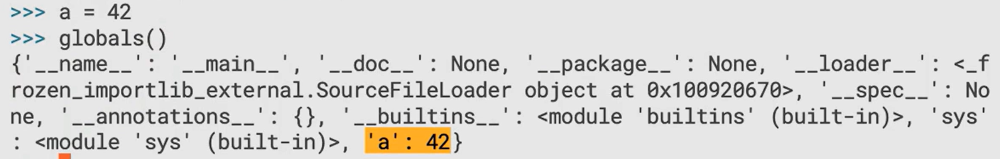 >>> a = 42
>>> globals()
{'__name__': '__main__', '__doc__': None, '__package__': None, '__loader__': <_f
rozen_importlib_external.SourceFileLoader object at 0x100920670>, '__spec__': No
ne, '__annotations__': {}, '__builtins__': <module 'builtins' (built-in)>, 'sys'
: <module 'sys' (built-in)>, 'a': 42}